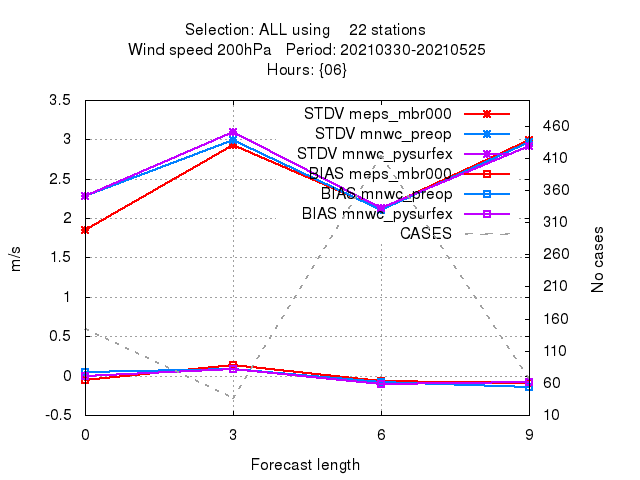 Selection: ALL using 22 stations
Wind speed 200hPa Period: 20210330-20210525
Hours: {06}
STDV meps_mbr000
STDV mnwc_preop
STDV mnwc_pysurfex
BIAS meps_mbr000
BIAS mnwc_preop
BIAS mnwc_pysurfex
CASES
m/s
3.5
3
2.5
2
1.5
1
0.5
0
-0.5
460
410
360
310
260
210
160
110
60
10
No cases
0 3 6 9
Forecast length